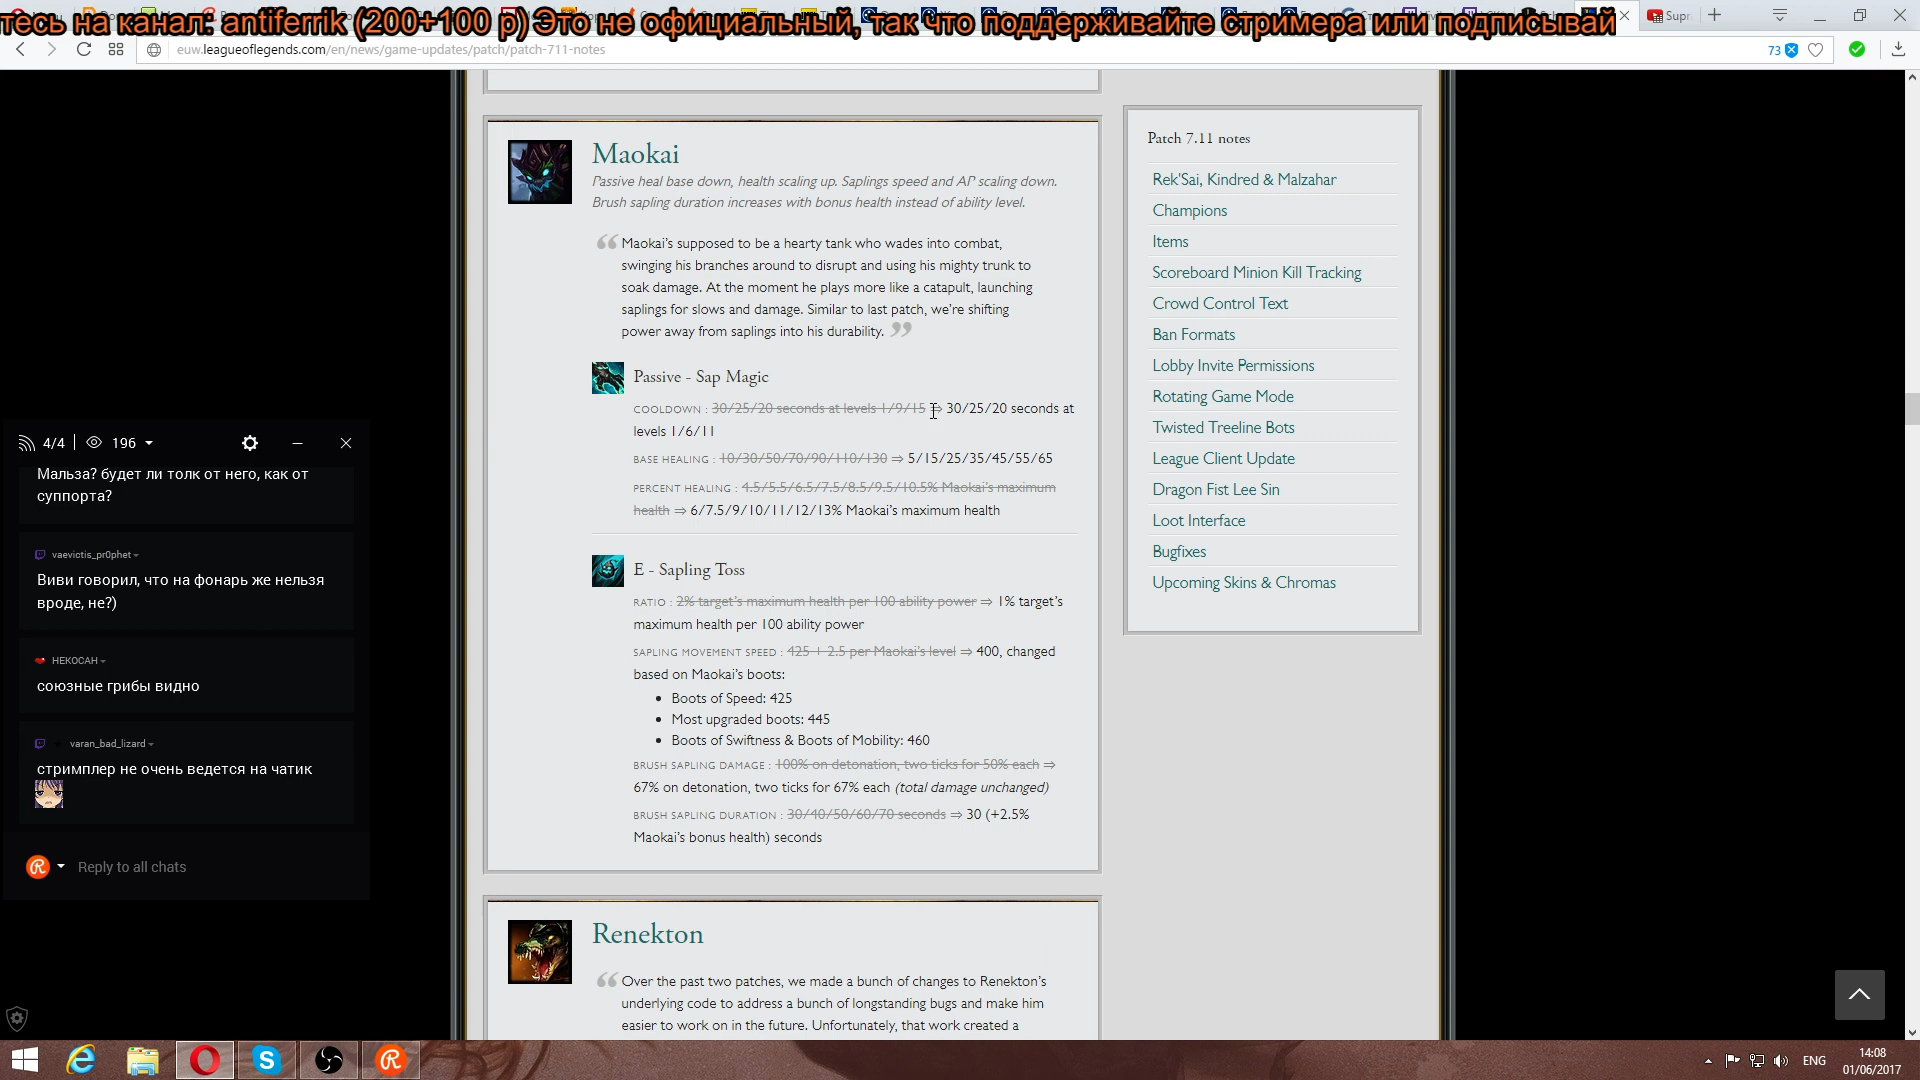 тесь на канал: antiferrik (200+100 р) Это не официальный, так что поддерживайте стримера или подписывай
Supr
euw.leagueoflegends.com/en/news/game-updates/patch/patch-711-notes
73
Maokai
Passive heal base down, health scaling up. Saplings speed and AP scaling down.
Brush sapling duration increases with bonus health instead of ability level.
Maokai’s supposed to be a hearty tank who wades into combat,
swinging his branches around to disrupt and using his mighty trunk to
soak damage. At the moment he plays more like a catapult, launching
saplings for slows and damage. Similar to last patch, we’re shifting
power away from saplings into his durability.
Passive - Sap Magic
COOLDOWN : 30/25/20 seconds at levels 1/9/15 ⇒ 30/25/20 seconds at
levels 1/6/11
BASE HEALING : 10/30/50/70/90/110/130 ⇒ 5/15/25/35/45/55/65
PERCENT HEALING : 4.5/5.5/6.5/7.5/8.5/9.5/10.5% Maokai’s maximum
health ⇒ 6/7.5/9/10/11/12/13% Maokai’s maximum health
E - Sapling Toss
RATIO : 2% target’s maximum health per 100 ability power ⇒ 1% target’s
maximum health per 100 ability power
SAPLING MOVEMENT SPEED : 425 + 2.5 per Maokai’s level ⇒ 400, changed
based on Maokai’s boots:
• Boots of Speed: 425
• Most upgraded boots: 445
• Boots of Swiftness & Boots of Mobility: 460
BRUSH SAPLING DAMAGE : 100% on detonation, two ticks for 50% each ⇒
67% on detonation, two ticks for 67% each (total damage unchanged)
BRUSH SAPLING DURATION : 30/40/50/60/70 seconds ⇒ 30 (+2.5%
Maokai’s bonus health) seconds
Renekton
Over the past two patches, we made a bunch of changes to Renekton’s
underlying code to address a bunch of longstanding bugs and make him
easier to work on in the future. Unfortunately, that work created a
Patch 7.11 notes
Rek'Sai, Kindred & Malzahar
Champions
Items
Scoreboard Minion Kill Tracking
Crowd Control Text
Ban Formats
Lobby Invite Permissions
Rotating Game Mode
Twisted Treeline Bots
League Client Update
Dragon Fist Lee Sin
Loot Interface
Bugfixes
Upcoming Skins & Chromas
4/4 196
Мальза? будет ли толк от него, как от
суппорта?
vaevictis_pr0phet
Виви говорил, что на фонарь же нельзя
вроде, не?)
НЕКОСАН
союзные грибы видно
varan_bad_lizard
стримплер не очень ведется на чатик
Reply to all chats
ENG
14:08
01/06/2017